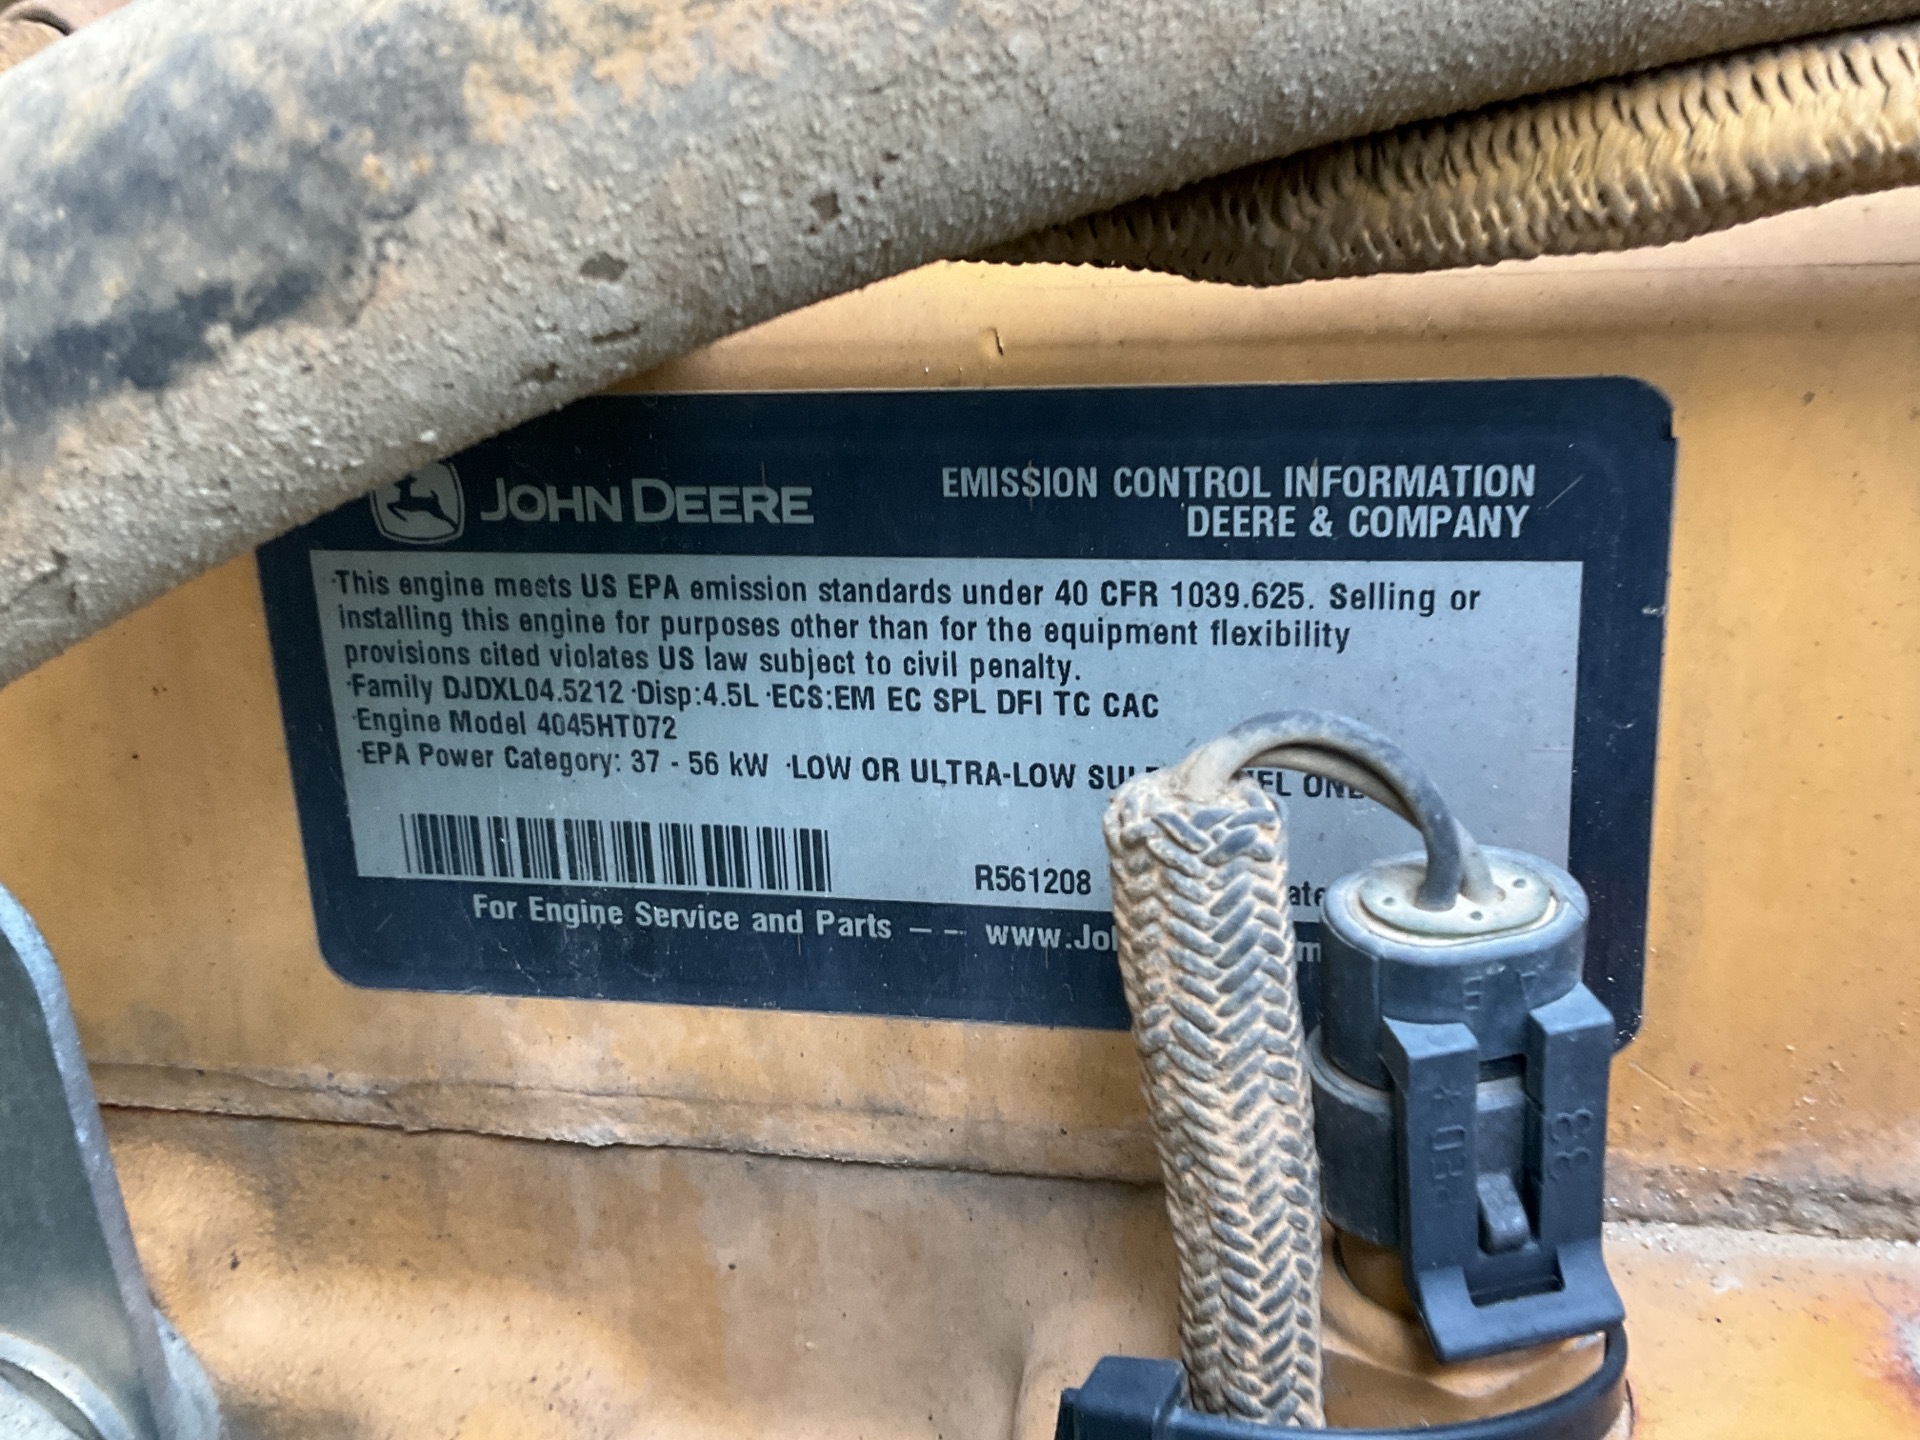 JOHN DEERE
EMISSION CONTROL INFORMATION
DEERE & COMPANY
·This engine meets US EPA emission standards under 40 CFR 1039.625. Selling or
installing this engine for purposes other than for the equipment flexibility
provisions cited violates US law subject to civil penalty.
·Family DJDXL04.5212 ·Disp:4.5L ·ECS:EM EC SPL DFI TC CAC
·Engine Model 4045HT072
·EPA Power Category: 37 - 56 kW ·LOW OR ULTRA-LOW
R561208
For Engine Service and Parts — — www.Jo
PED *
33